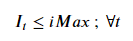 I_t ≤ iMax ; ∀t